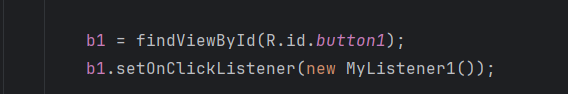 b1 = findViewById(R.id.button1);
b1.setOnClickListener(new MyListener1());